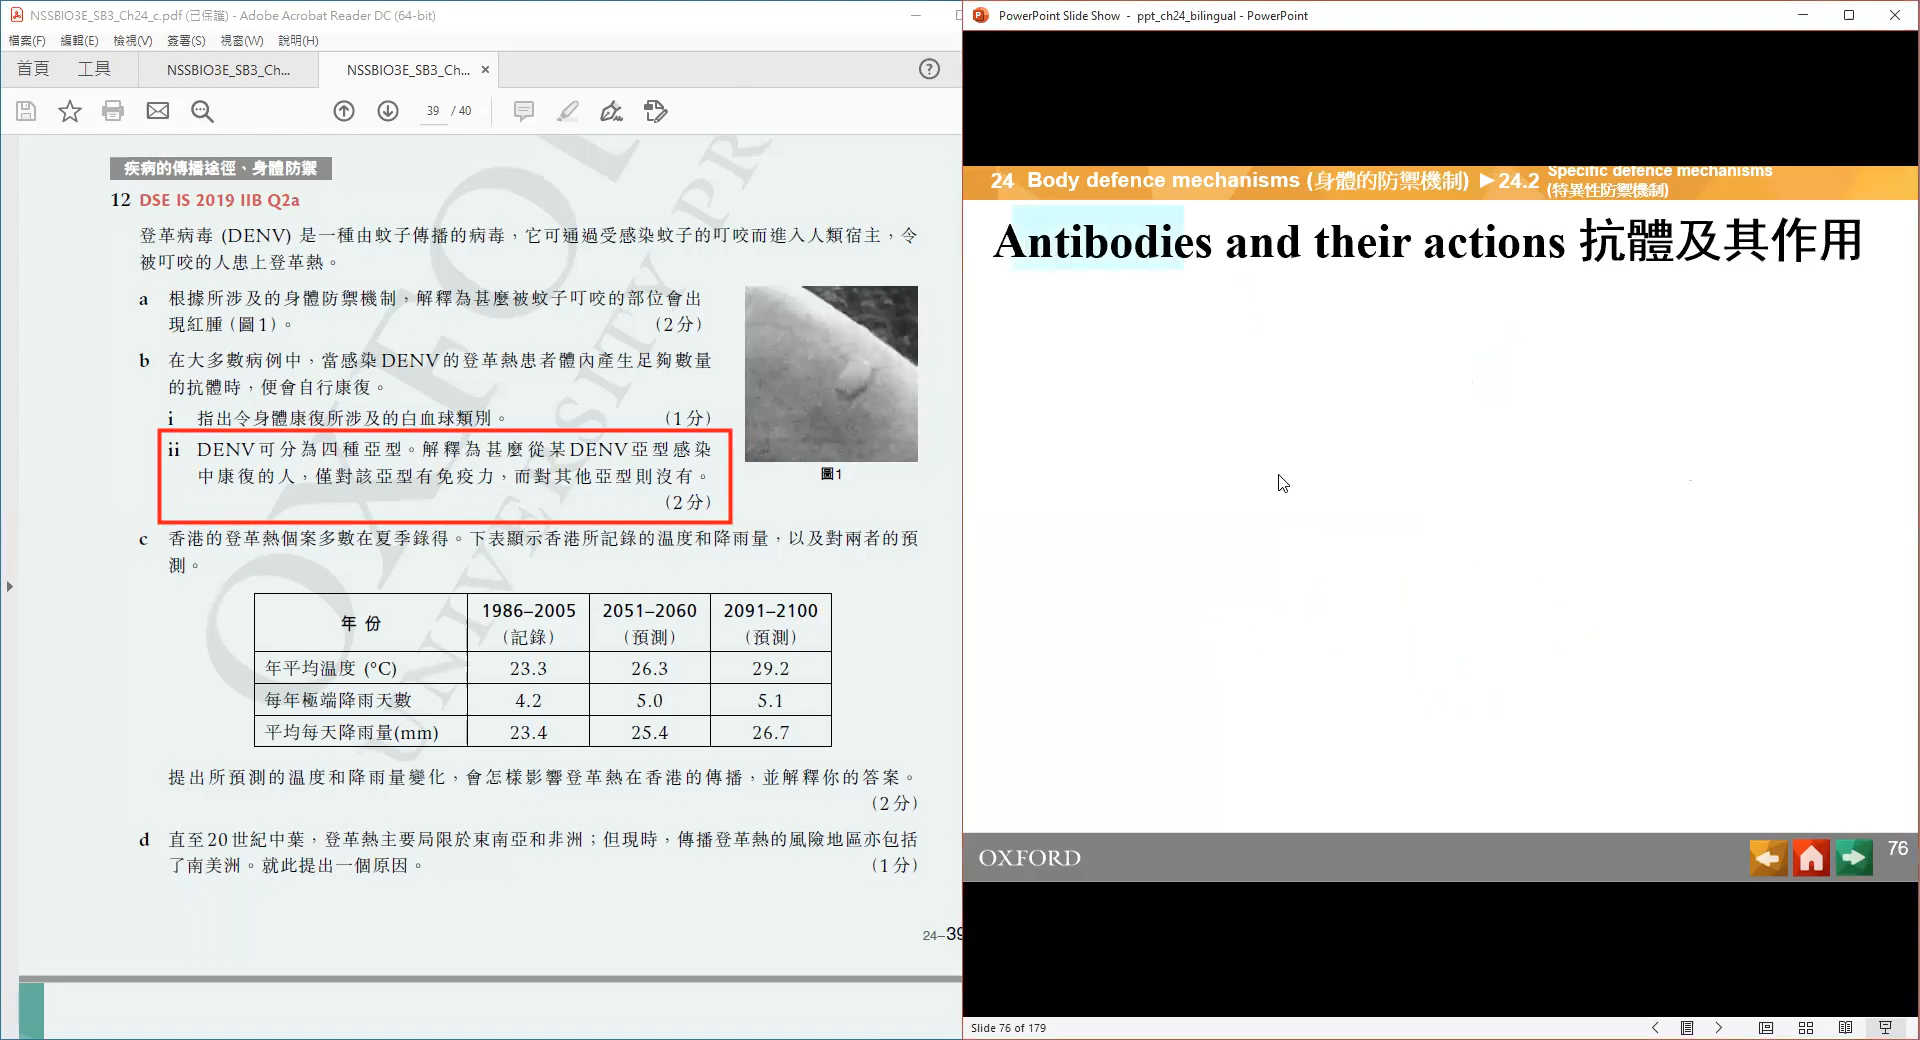 NSSBIO3E_SB3_Ch24_c.pdf (已保護) - Adobe Acrobat Reader DC (64-bit)
檔案(F) 編輯(E) 檢視(V) 簽署(S) 視窗(W) 說明(H)
首頁 工具 NSSBIO3E_SB3_Ch... NSSBIO3E_SB3_Ch... ×
39 / 40
疾病的傳播途徑、身體防禦
12 DSE IS 2019 IIB Q2a
登革病毒 (DENV) 是一種由蚊子傳播的病毒，它可通過受感染蚊子的叮咬而進入人類宿主，令
被叮咬的人患上登革熱。
a 根據所涉及的身體防禦機制，解釋為甚麼被蚊子叮咬的部位會出
現紅腫（圖1）。 （2分）
b 在大多數病例中，當感染DENV的登革熱患者體內產生足夠數量
的抗體時，便會自行康復。
i 指出令身體康復所涉及的白血球類別。 （1分）
ii DENV可分為四種亞型。解釋為甚麼從某DENV亞型感染
中康復的人，僅對該亞型有免疫力，而對其他亞型則沒有。
（2分）
圖1
c 香港的登革熱個案多數在夏季錄得。下表顯示香港所記錄的溫度和降雨量，以及對兩者的預
測。
年份 1986–2005 （記錄） 2051–2060 （預測） 2091–2100 （預測）
年平均溫度 (°C) 23.3 26.3 29.2
每年極端降雨天數 4.2 5.0 5.1
平均每天降雨量(mm) 23.4 25.4 26.7
提出所預測的溫度和降雨量變化，會怎樣影響登革熱在香港的傳播，並解釋你的答案。
（2分）
d 直至20世紀中葉，登革熱主要局限於東南亞和非洲；但現時，傳播登革熱的風險地區亦包括
了南美洲。就此提出一個原因。 （1分）
24–39
OXFOR
UNIVERSITY PR
PowerPoint Slide Show - ppt_ch24_bilingual - PowerPoint
24 Body defence mechanisms (身體的防禦機制) ▶24.2 Specific defence mechanisms
(特異性防禦機制)
Antibodies and their actions 抗體及其作用
OXFORD
76
Slide 76 of 179